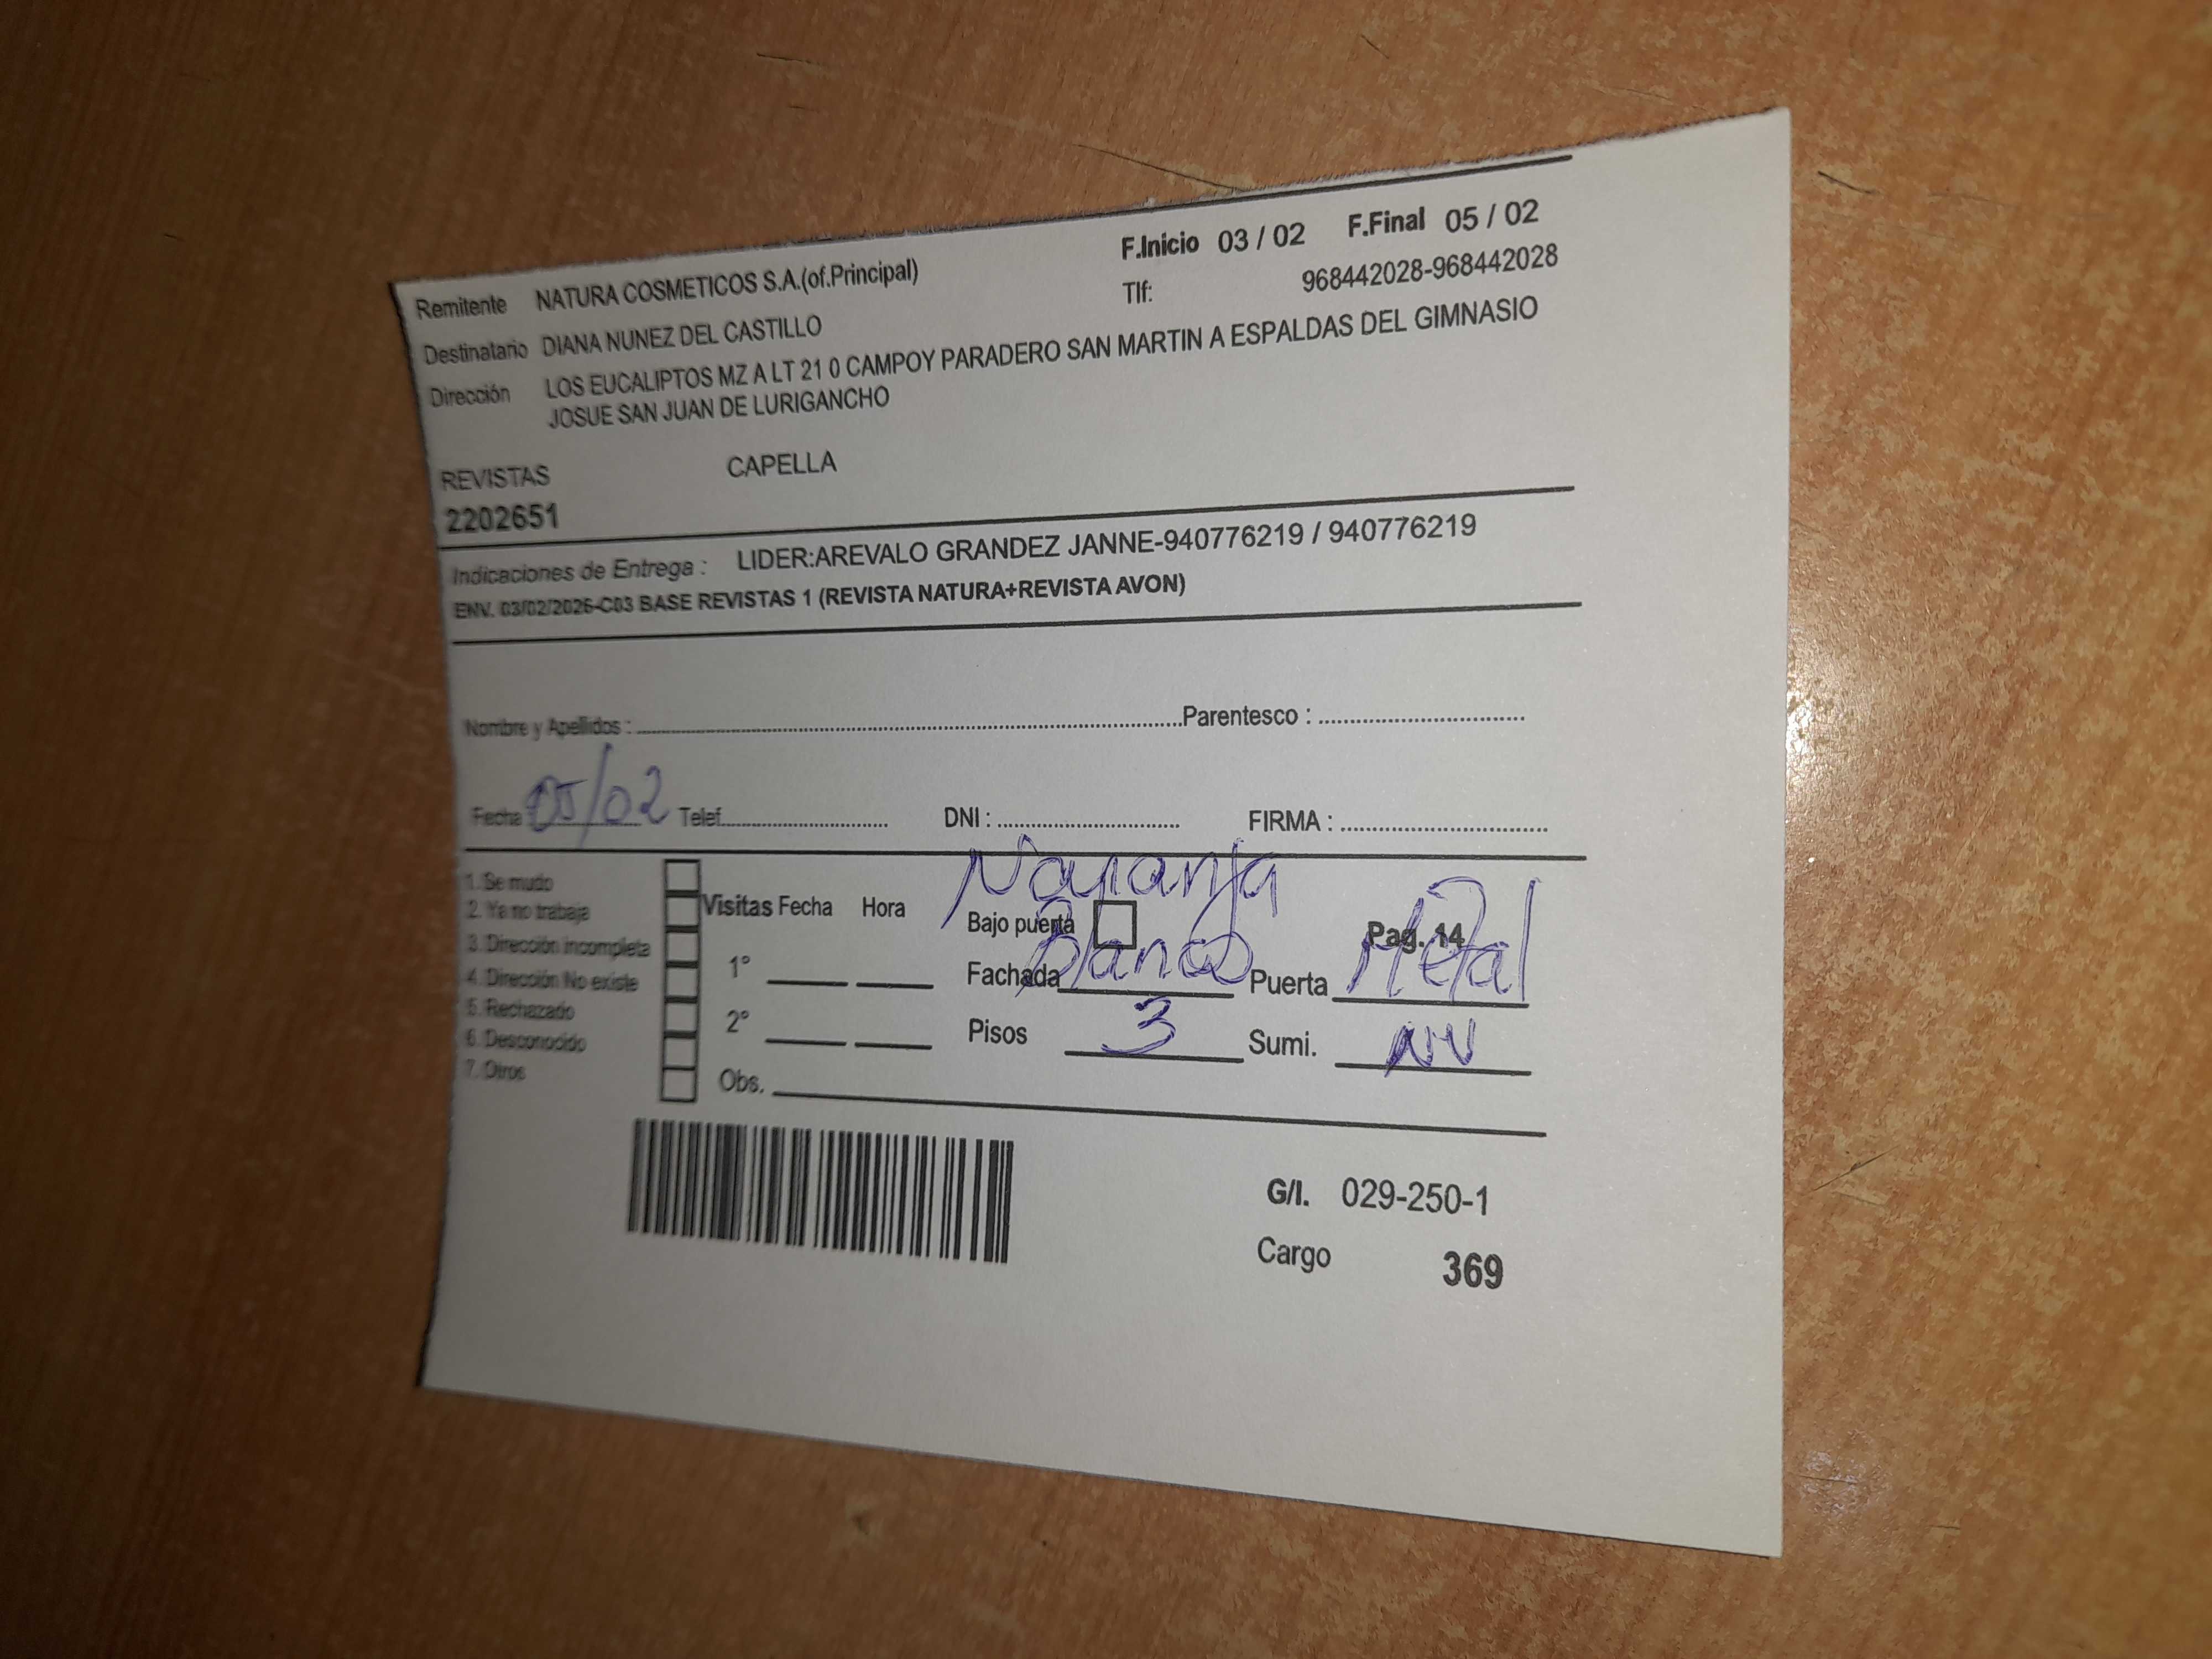 F.Inicio 03 / 02 F.Final 05 / 02
Remitente NATURA COSMETICOS S.A.(of.Principal) Tlf: 968442028-968442028
Destinatario DIANA NUNEZ DEL CASTILLO
Dirección LOS EUCALIPTOS MZ A LT 21 0 CAMPOY PARADERO SAN MARTIN A ESPALDAS DEL GIMNASIO
JOSUE SAN JUAN DE LURIGANCHO
REVISTAS CAPELLA
2202651
Indicaciones de Entrega : LIDER:AREVALO GRANDEZ JANNE-940776219 / 940776219
ENV. 03/02/2026-C03 BASE REVISTAS 1 (REVISTA NATURA+REVISTA AVON)
Nombre y Apellidos : Parentesco :
Fecha 05/02 Telef. DNI : FIRMA :
1. Se mudo
2. Ya no trabaja
3. Dirección incompleta
4. Dirección No existe
5. Rechazado
6. Desconocido
7. Otros
Visitas Fecha Hora
1°
2°
Obs.
Naranja
Bajo puerta Pag. 14
Fachada Blanco Puerta Metal
Pisos 3 Sumi. NV
G/I. 029-250-1
Cargo 369